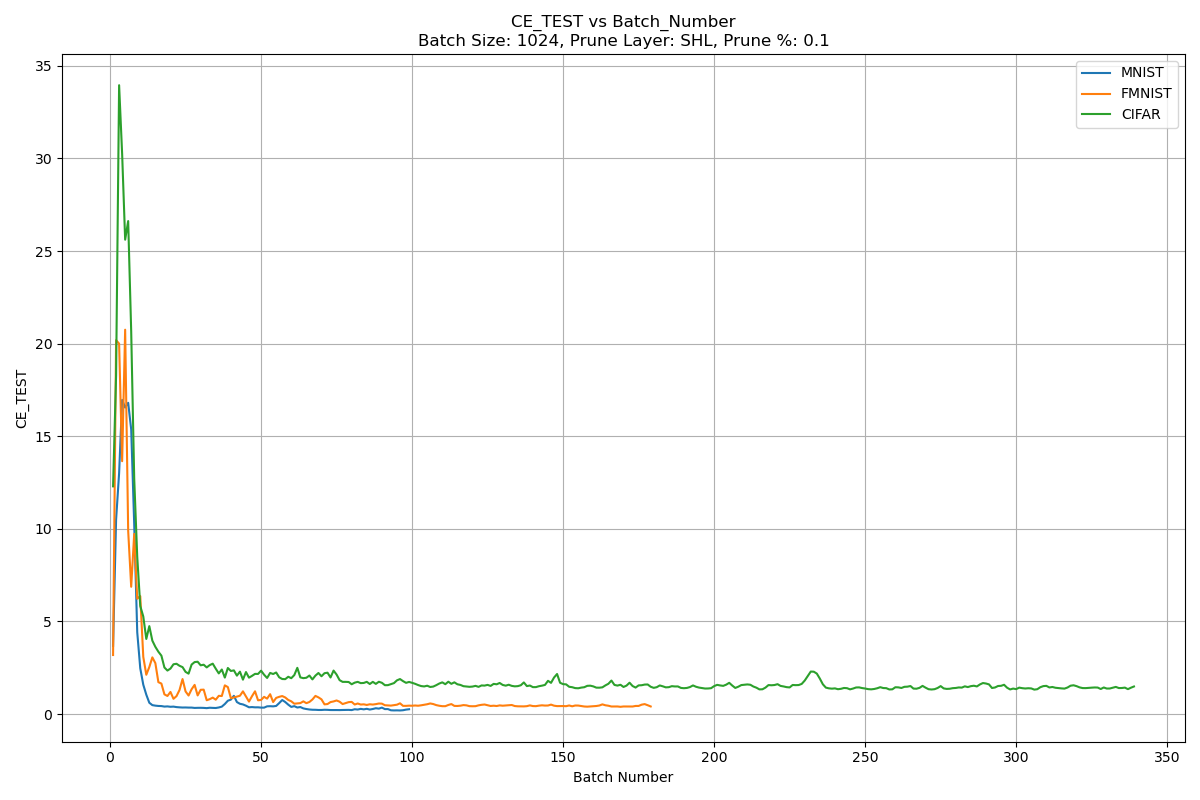 CE_TEST vs Batch_Number
Batch Size: 1024, Prune Layer: SHL, Prune %: 0.1
MNIST
FMNIST
CIFAR
35
30
25
20
15
10
5
0
CE_TEST
0 50 100 150 200 250 300 350
Batch Number